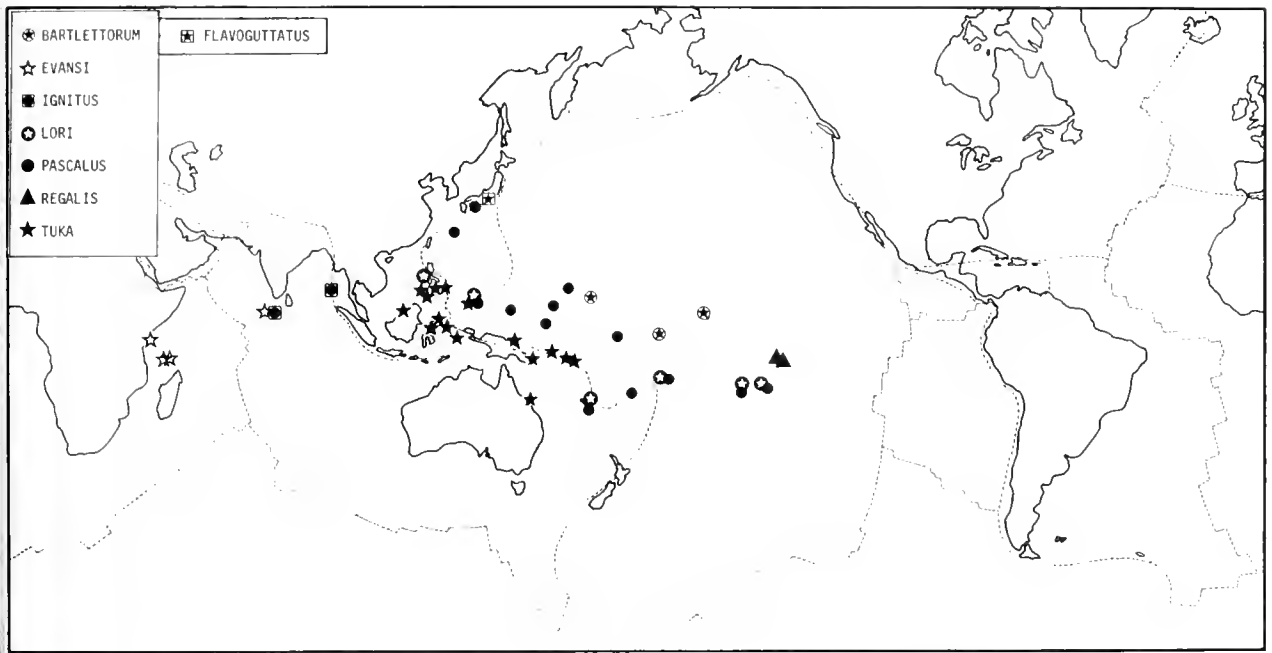 BARTLETTORUM
EVANSI
IGNITUS
LORI
PASCALUS
REGALIS
TUKA
FLAVOGUTTATUS